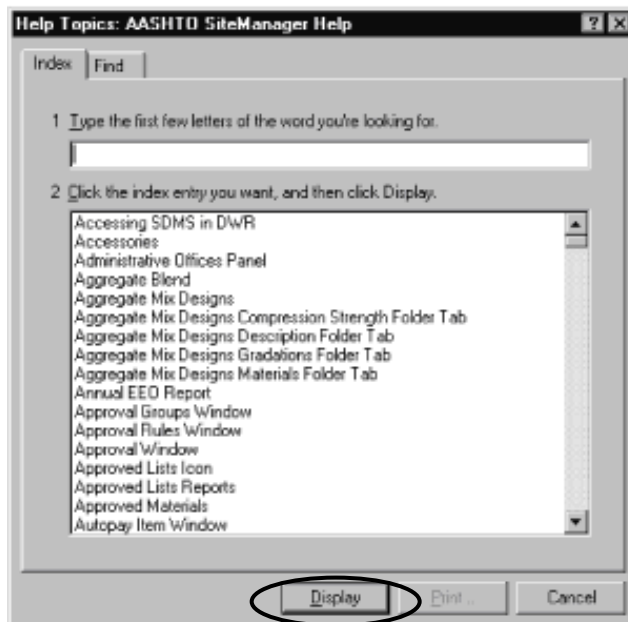 Help Topics: AASHTO SiteManager Help
Index Find
1 Type the first few letters of the word you're looking for.
2 Click the index entry you want, and then click Display.
Accessing SDMS in DWR
Accessories
Administrative Offices Panel
Aggregate Blend
Aggregate Mix Designs
Aggregate Mix Designs Compression Strength Folder Tab
Aggregate Mix Designs Description Folder Tab
Aggregate Mix Designs Gradations Folder Tab
Aggregate Mix Designs Materials Folder Tab
Annual EEO Report
Approval Groups Window
Approval Rules Window
Approval Window
Approved Lists Icon
Approved Lists Reports
Approved Materials
Autopay Item Window
Display Print... Cancel